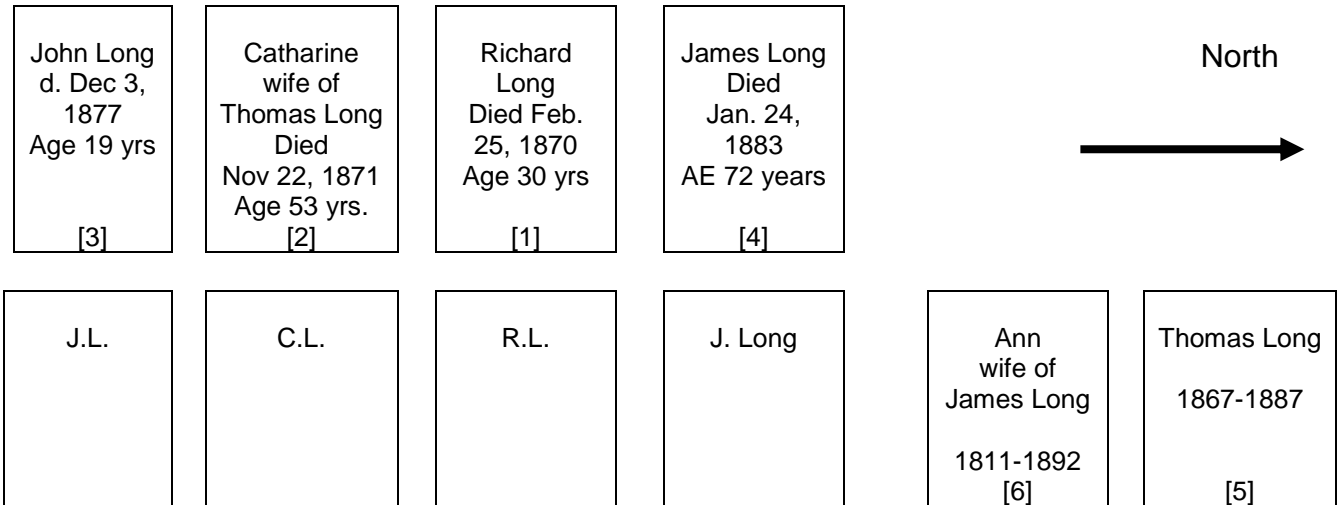 John Long
d. Dec 3,
1877
Age 19 yrs
[3]
Catharine
wife of
Thomas Long
Died
Nov 22, 1871
Age 53 yrs.
[2]
Richard
Long
Died Feb.
25, 1870
Age 30 yrs
[1]
James Long
Died
Jan. 24,
1883
AE 72 years
[4]
North
J.L.
C.L.
R.L.
J. Long
Ann
wife of
James Long
1811-1892
[6]
Thomas Long
1867-1887
[5]